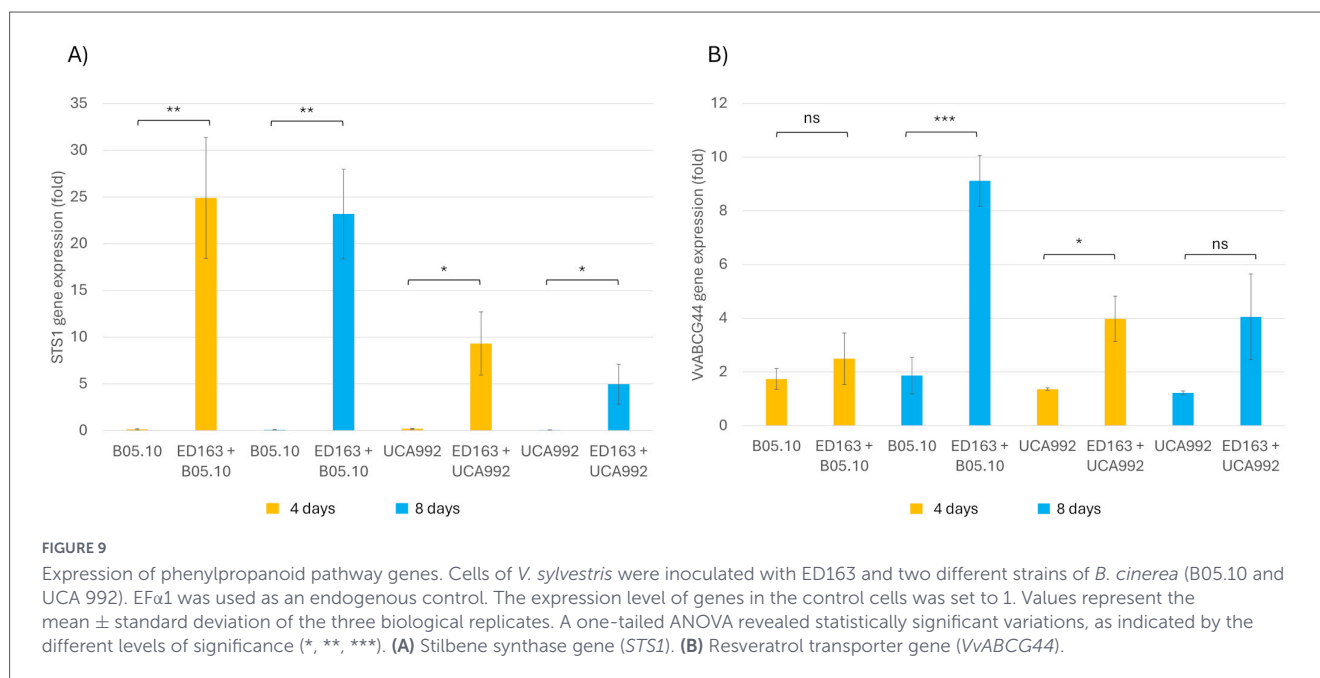 A)
35
30
25
20
15
10
5
0
STS1 gene expression (fold)
**
**
*
*
B05.10
ED163 +
B05.10
B05.10
ED163 +
B05.10
UCA992
ED163 +
UCA992
UCA992
ED163 +
UCA992
4 days
8 days
B)
12
10
8
6
4
2
0
VvABCG44 gene expression (fold)
ns
***
*
ns
B05.10
ED163 +
B05.10
B05.10
ED163 +
B05.10
UCA992
ED163 +
UCA992
UCA992
ED163 +
UCA992
4 days
8 days
FIGURE 9
Expression of phenylpropanoid pathway genes. Cells of V. sylvestris were inoculated with ED163 and two different strains of B. cinerea (B05.10 and
UCA 992). EFα1 was used as an endogenous control. The expression level of genes in the control cells was set to 1. Values represent the
mean ± standard deviation of the three biological replicates. A one-tailed ANOVA revealed statistically significant variations, as indicated by the
different levels of significance (*, **, ***). (A) Stilbene synthase gene (STS1). (B) Resveratrol transporter gene (VvABCG44).